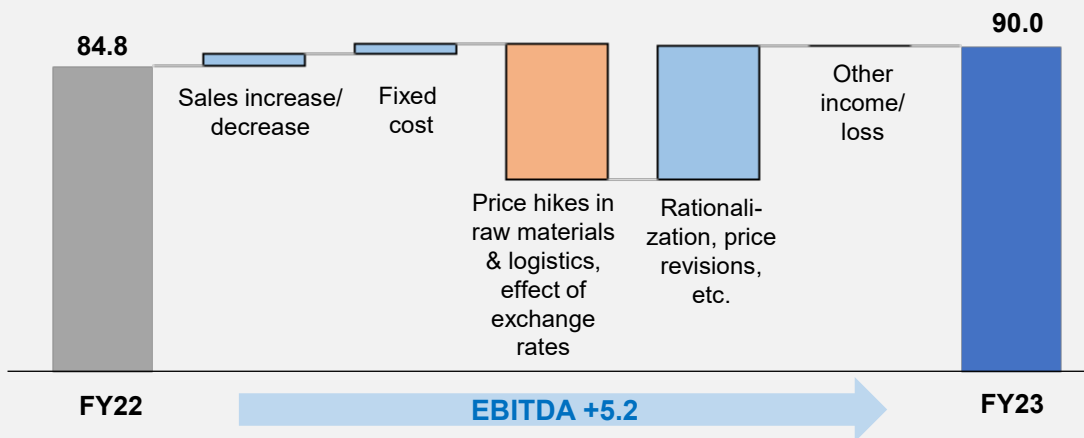 84.8
90.0
Sales increase/
decrease
Fixed
cost
Price hikes in
raw materials
& logistics,
effect of
exchange
rates
Rationali-
zation, price
revisions,
etc.
Other
income/
loss
FY22
EBITDA +5.2
FY23